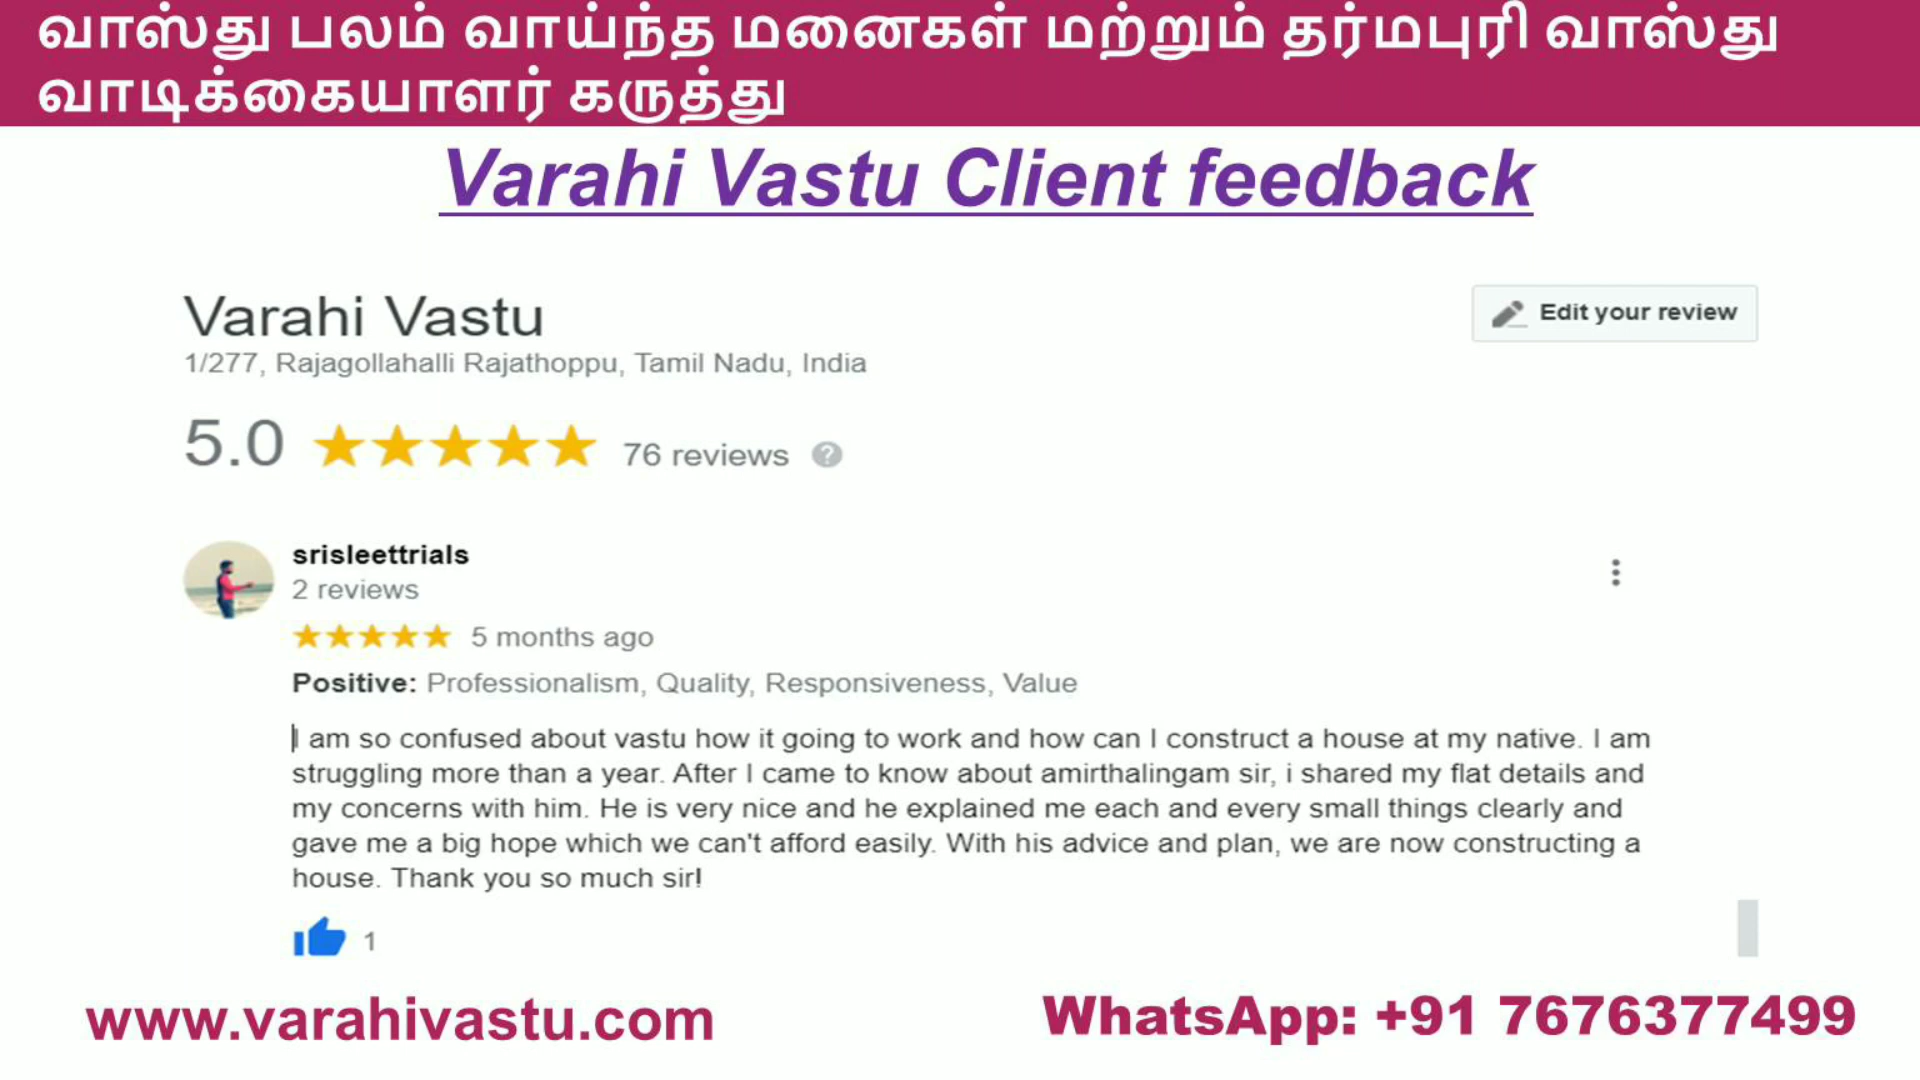 வாஸ்து பலம் வாய்ந்த மனைகள் மற்றும் தர்மபுரி வாஸ்து
வாடிக்கையாளர் கருத்து
Varahi Vastu Client feedback
Varahi Vastu
Edit your review
1/277, Rajagollahalli Rajathoppu, Tamil Nadu, India
5.0 76 reviews ?
srisleettrials
2 reviews
5 months ago
Positive: Professionalism, Quality, Responsiveness, Value
I am so confused about vastu how it going to work and how can I construct a house at my native. I am
struggling more than a year. After I came to know about amirthalingam sir, i shared my flat details and
my concerns with him. He is very nice and he explained me each and every small things clearly and
gave me a big hope which we can't afford easily. With his advice and plan, we are now constructing a
house. Thank you so much sir!
1
www.varahivastu.com
WhatsApp: +91 7676377499